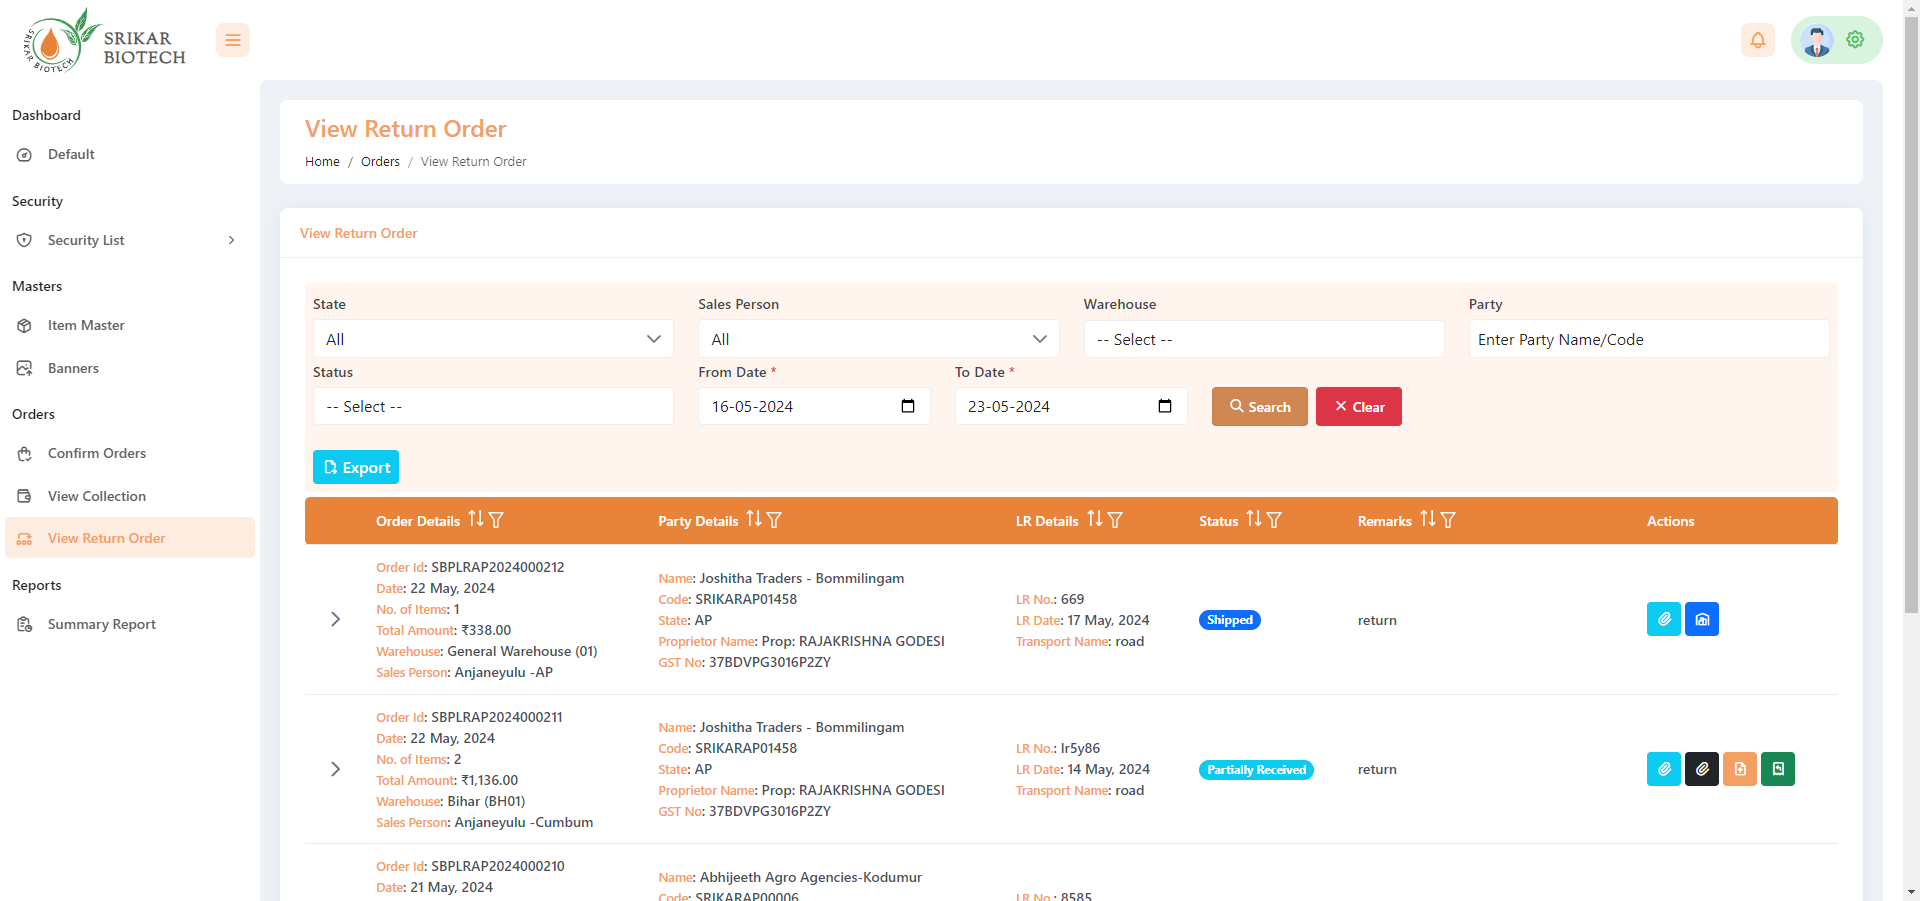 SRIKAR BIOTECH
SRIKAR
BIOTECH
Dashboard
Default
Security
Security List
Masters
Item Master
Banners
Orders
Confirm Orders
View Collection
View Return Order
Reports
Summary Report
View Return Order
Home / Orders / View Return Order
View Return Order
State Sales Person Warehouse Party
All All -- Select -- Enter Party Name/Code
Status From Date * To Date *
-- Select -- 16-05-2024 23-05-2024 Search Clear
Export
Order Details Party Details LR Details Status Remarks Actions
Order Id: SBPLRAP2024000212
Date: 22 May, 2024
No. of Items: 1
Total Amount: ₹338.00
Warehouse: General Warehouse (01)
Sales Person: Anjaneyulu -AP
Name: Joshitha Traders - Bommilingam
Code: SRIKARAP01458
State: AP
Proprietor Name: Prop: RAJAKRISHNA GODESI
GST No: 37BDVPG3016P2ZY
LR No.: 669
LR Date: 17 May, 2024
Transport Name: road
Shipped
return
Order Id: SBPLRAP2024000211
Date: 22 May, 2024
No. of Items: 2
Total Amount: ₹1,136.00
Warehouse: Bihar (BH01)
Sales Person: Anjaneyulu -Cumbum
Name: Joshitha Traders - Bommilingam
Code: SRIKARAP01458
State: AP
Proprietor Name: Prop: RAJAKRISHNA GODESI
GST No: 37BDVPG3016P2ZY
LR No.: lr5y86
LR Date: 14 May, 2024
Transport Name: road
Partially Received
return
Order Id: SBPLRAP2024000210
Date: 21 May, 2024
Name: Abhijeeth Agro Agencies-Kodumur
Code: SRIKARAP00006
LR No.: 8585